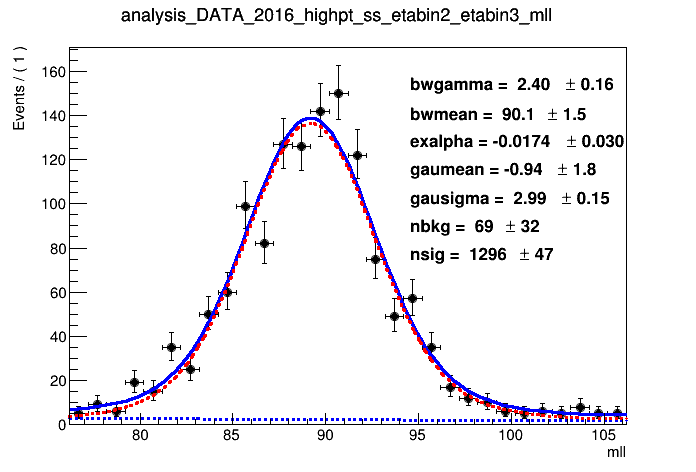 analysis_DATA_2016_highpt_ss_etabin2_etabin3_mll
Events / ( 1 )
160
140
120
100
80
60
40
20
0
bwgamma = 2.40 ± 0.16
bwmean = 90.1 ± 1.5
exalpha = -0.0174 ± 0.030
gaumean = -0.94 ± 1.8
gausigma = 2.99 ± 0.15
nbkg = 69 ± 32
nsig = 1296 ± 47
80 85 90 95 100 105
mll